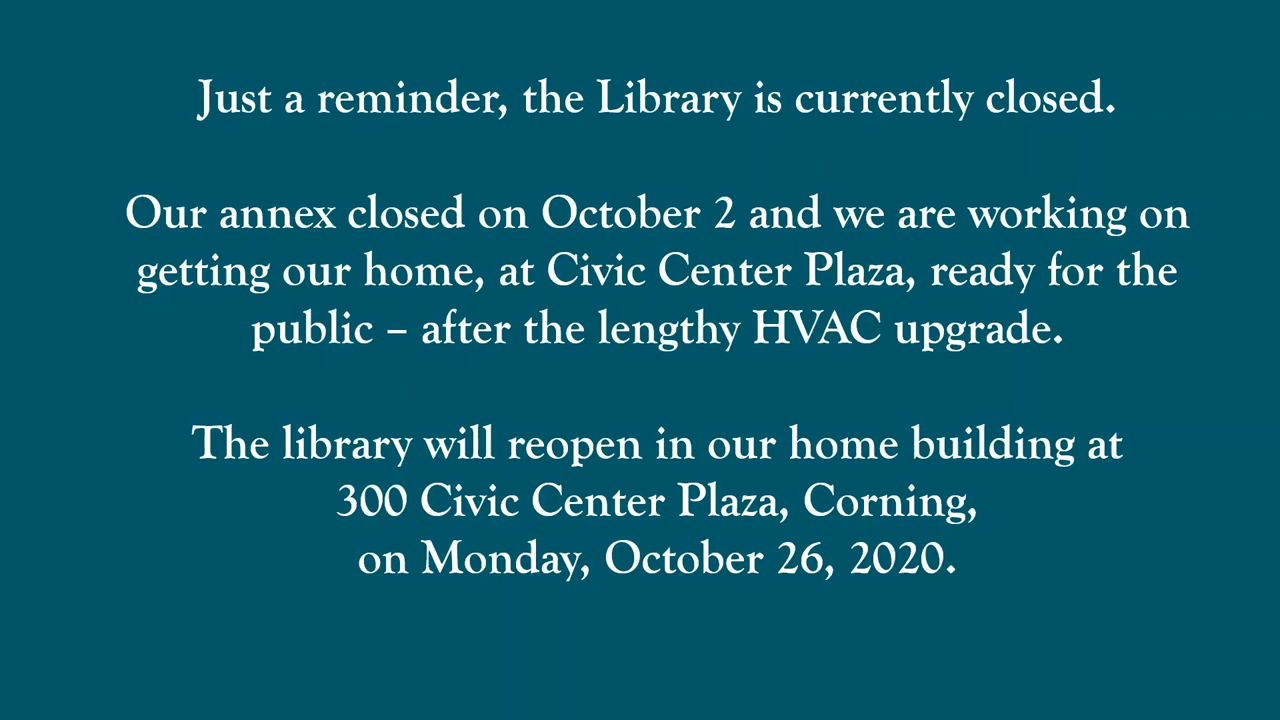 Just a reminder, the Library is currently closed.
Our annex closed on October 2 and we are working on
getting our home, at Civic Center Plaza, ready for the
public – after the lengthy HVAC upgrade.
The library will reopen in our home building at
300 Civic Center Plaza, Corning,
on Monday, October 26, 2020.